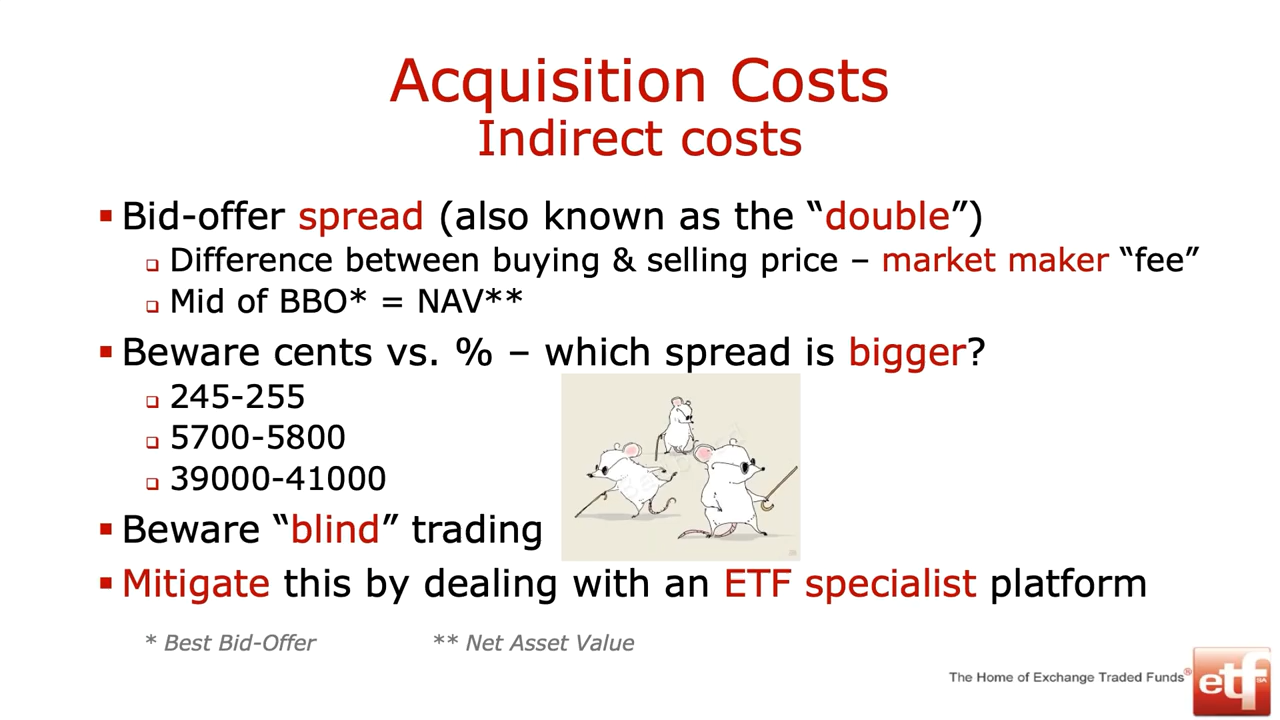 Acquisition Costs
Indirect costs
Bid-offer spread (also known as the “double”)
Difference between buying & selling price – market maker “fee”
Mid of BBO* = NAV**
Beware cents vs. % – which spread is bigger?
245-255
5700-5800
39000-41000
Beware “blind” trading
Mitigate this by dealing with an ETF specialist platform
* Best Bid-Offer
** Net Asset Value
The Home of Exchange Traded Funds®
etfSA